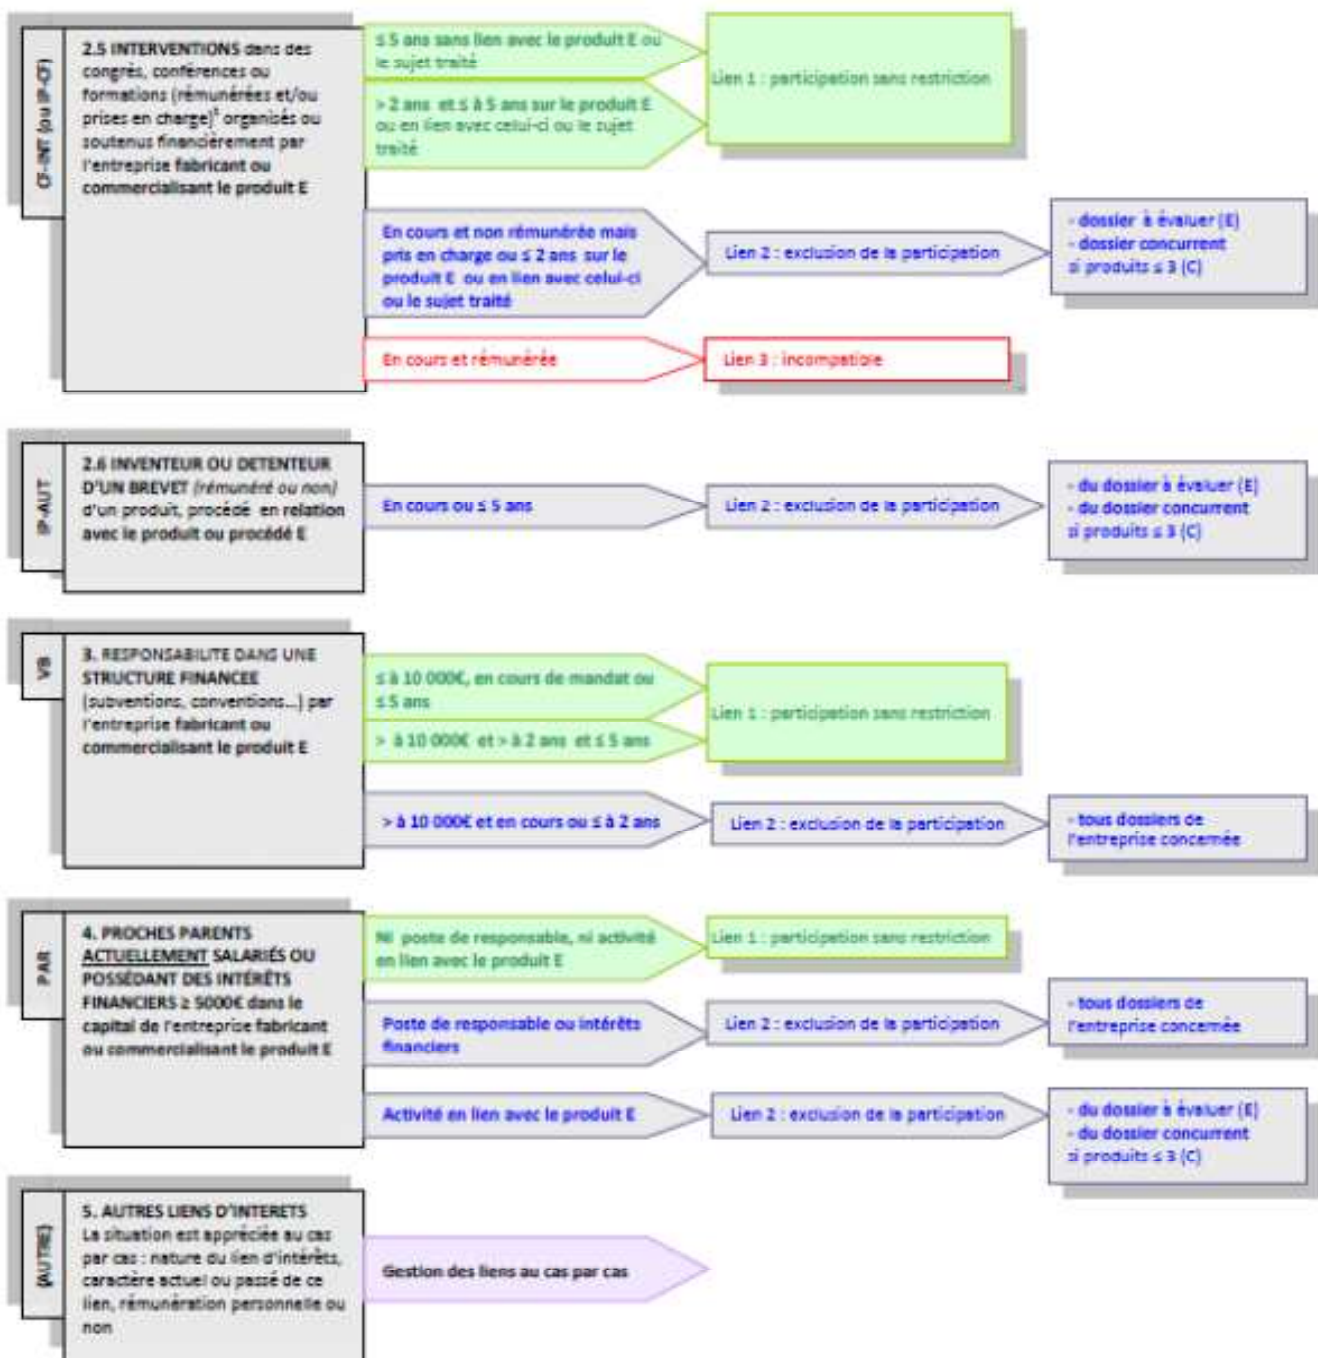 CF-INT (ou IP-CF)
2.5 INTERVENTIONS dans des
congrès, conférences ou
formations (rémunérées et/ou
prises en charge)⁵ organisés ou
soutenus financièrement par
l'entreprise fabricant ou
commercialisant le produit E
≤ 5 ans sans lien avec le produit E ou
le sujet traité
> 2 ans et ≤ à 5 ans sur le produit E
ou en lien avec celui-ci ou le sujet
traité
Lien 1 : participation sans restriction
En cours et non rémunérée mais
pris en charge ou ≤ 2 ans sur le
produit E ou en lien avec celui-ci
ou le sujet traité
Lien 2 : exclusion de la participation
- dossier à évaluer (E)
- dossier concurrent
si produits ≤ 3 (C)
En cours et rémunérée
Lien 3 : incompatible
IP-AUT
2.6 INVENTEUR OU DETENTEUR
D'UN BREVET (rémunéré ou non)
d'un produit, procédé en relation
avec le produit ou procédé E
En cours ou ≤ 5 ans
Lien 2 : exclusion de la participation
- du dossier à évaluer (E)
- du dossier concurrent
si produits ≤ 3 (C)
VB
3. RESPONSABILITE DANS UNE
STRUCTURE FINANCEE
(subventions, conventions...) par
l'entreprise fabricant ou
commercialisant le produit E
≤ à 10 000€, en cours de mandat ou
≤ 5 ans
> à 10 000€ et > à 2 ans et ≤ 5 ans
Lien 1 : participation sans restriction
> à 10 000€ et en cours ou ≤ à 2 ans
Lien 2 : exclusion de la participation
- tous dossiers de
l'entreprise concernée
PAR
4. PROCHES PARENTS
ACTUELLEMENT SALARIÉS OU
POSSÉDANT DES INTÉRÊTS
FINANCIERS ≥ 5000€ dans le
capital de l'entreprise fabricant
ou commercialisant le produit E
Ni poste de responsable, ni activité
en lien avec le produit E
Lien 1 : participation sans restriction
Poste de responsable ou intérêts
financiers
Lien 2 : exclusion de la participation
- tous dossiers de
l'entreprise concernée
Activité en lien avec le produit E
Lien 2 : exclusion de la participation
- du dossier à évaluer (E)
- du dossier concurrent
si produits ≤ 3 (C)
(AUTRE)
5. AUTRES LIENS D'INTERETS
La situation est appréciée au cas
par cas : nature du lien d'intérêts,
caractère actuel ou passé de ce
lien, rémunération personnelle ou
non
Gestion des liens au cas par cas